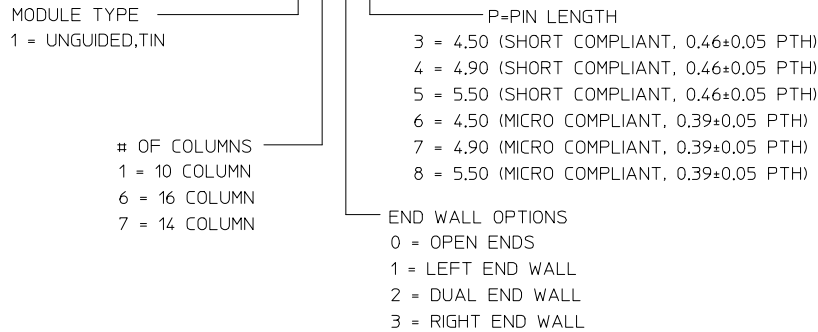 MODULE TYPE
1 = UNGUIDED,TIN
P=PIN LENGTH
3 = 4.50 (SHORT COMPLIANT, 0.46±0.05 PTH)
4 = 4.90 (SHORT COMPLIANT, 0.46±0.05 PTH)
5 = 5.50 (SHORT COMPLIANT, 0.46±0.05 PTH)
6 = 4.50 (MICRO COMPLIANT, 0.39±0.05 PTH)
7 = 4.90 (MICRO COMPLIANT, 0.39±0.05 PTH)
8 = 5.50 (MICRO COMPLIANT, 0.39±0.05 PTH)
# OF COLUMNS
1 = 10 COLUMN
6 = 16 COLUMN
7 = 14 COLUMN
END WALL OPTIONS
0 = OPEN ENDS
1 = LEFT END WALL
2 = DUAL END WALL
3 = RIGHT END WALL